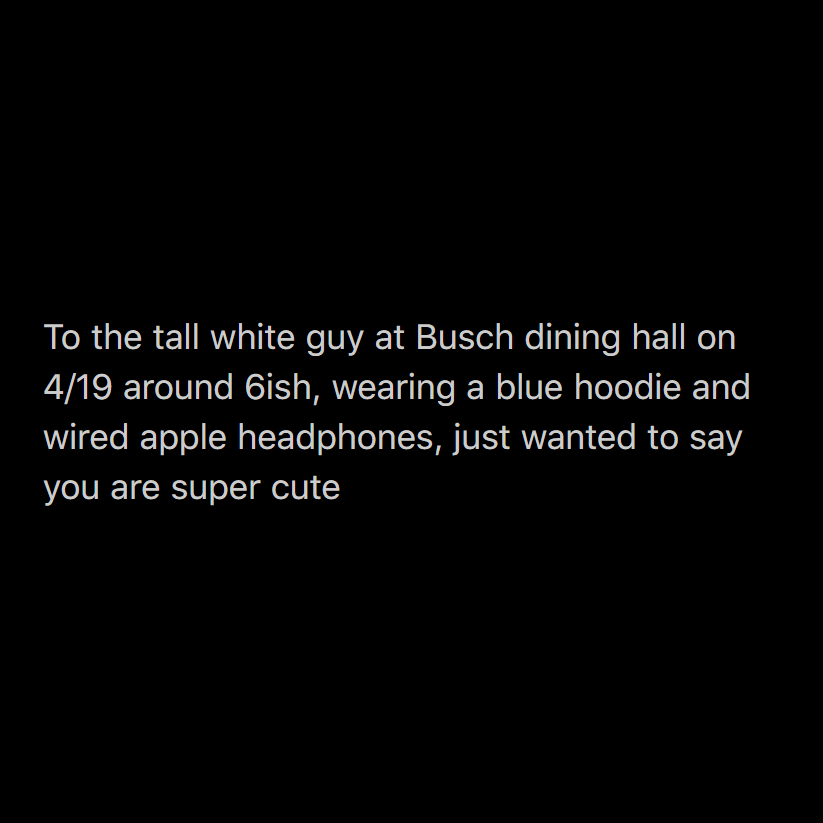 To the tall white guy at Busch dining hall on
4/19 around 6ish, wearing a blue hoodie and
wired apple headphones, just wanted to say
you are super cute